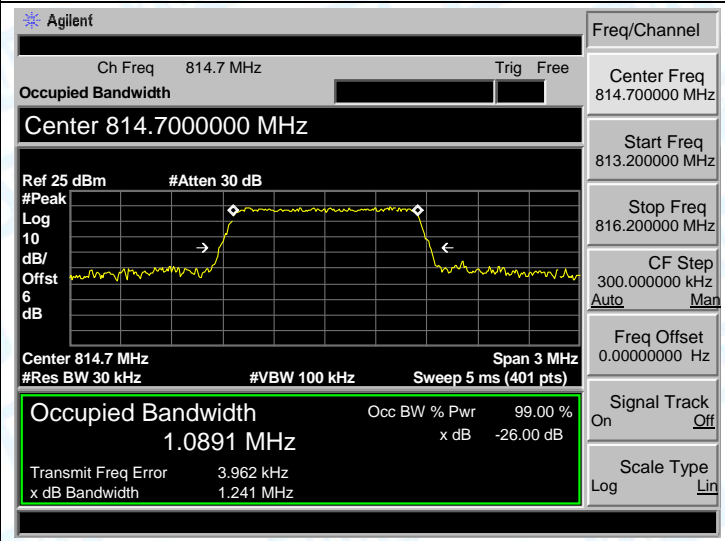 Agilent
Ch Freq 814.7 MHz Trig Free
Occupied Bandwidth
Center 814.7000000 MHz
Ref 25 dBm #Atten 30 dB
#Peak
Log
10
dB/
Offst
6
dB
Center 814.7 MHz Span 3 MHz
#Res BW 30 kHz #VBW 100 kHz Sweep 5 ms (401 pts)
Occupied Bandwidth Occ BW % Pwr 99.00 %
1.0891 MHz x dB -26.00 dB
Transmit Freq Error 3.962 kHz
x dB Bandwidth 1.241 MHz
Freq/Channel
Center Freq
814.700000 MHz
Start Freq
813.200000 MHz
Stop Freq
816.200000 MHz
CF Step
300.000000 kHz
Auto Man
Freq Offset
0.00000000 Hz
Signal Track
On Off
Scale Type
Log Lin